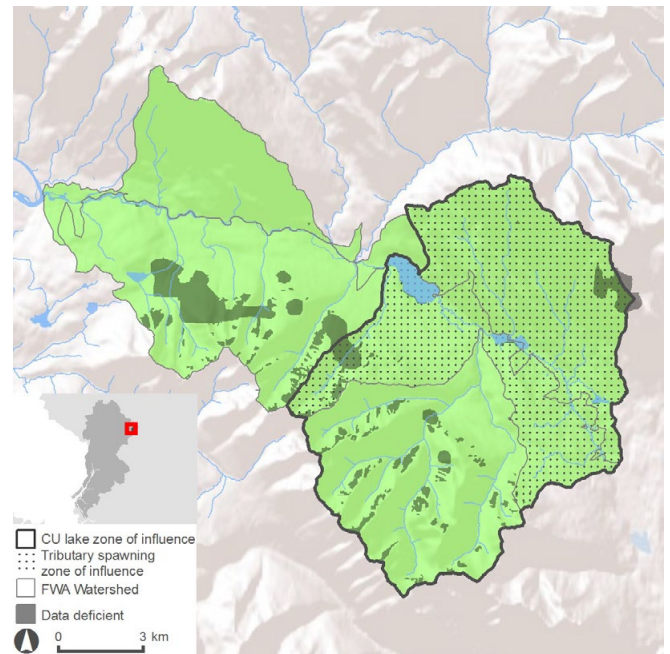 CU lake zone of influence
Tributary spawning
zone of influence
FWA Watershed
Data deficient
0 3 km